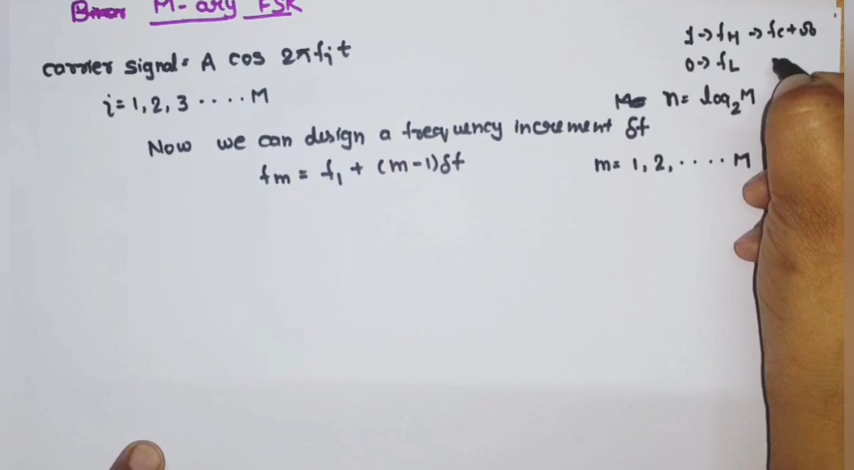 M-ary FSK
1→fH→fc+Ω
carrier signal= A cos 2πfit
0→fL
i=1,2,3 ····M
n= log2M
Now we can design a frequency increment δf
fm = f1 + (m-1)δf m= 1, 2, ···· M